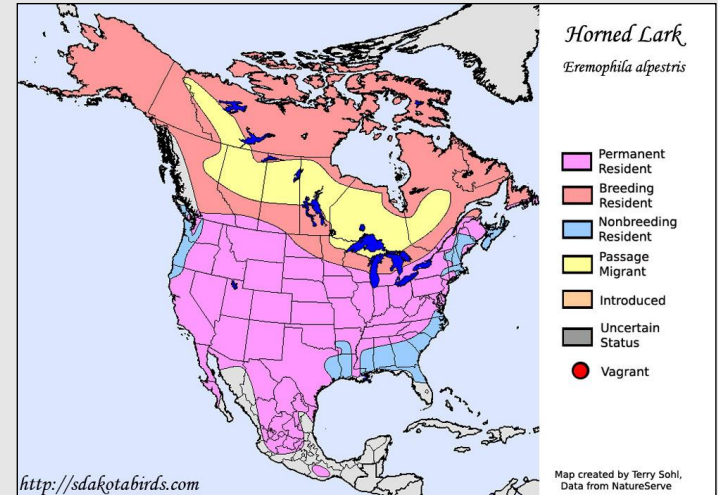 Horned Lark
Eremophila alpestris
Permanent
Resident
Breeding
Resident
Nonbreeding
Resident
Passage
Migrant
Introduced
Uncertain
Status
Vagrant
http://sdakotabirds.com
Map created by Terry Sohl,
Data from NatureServe